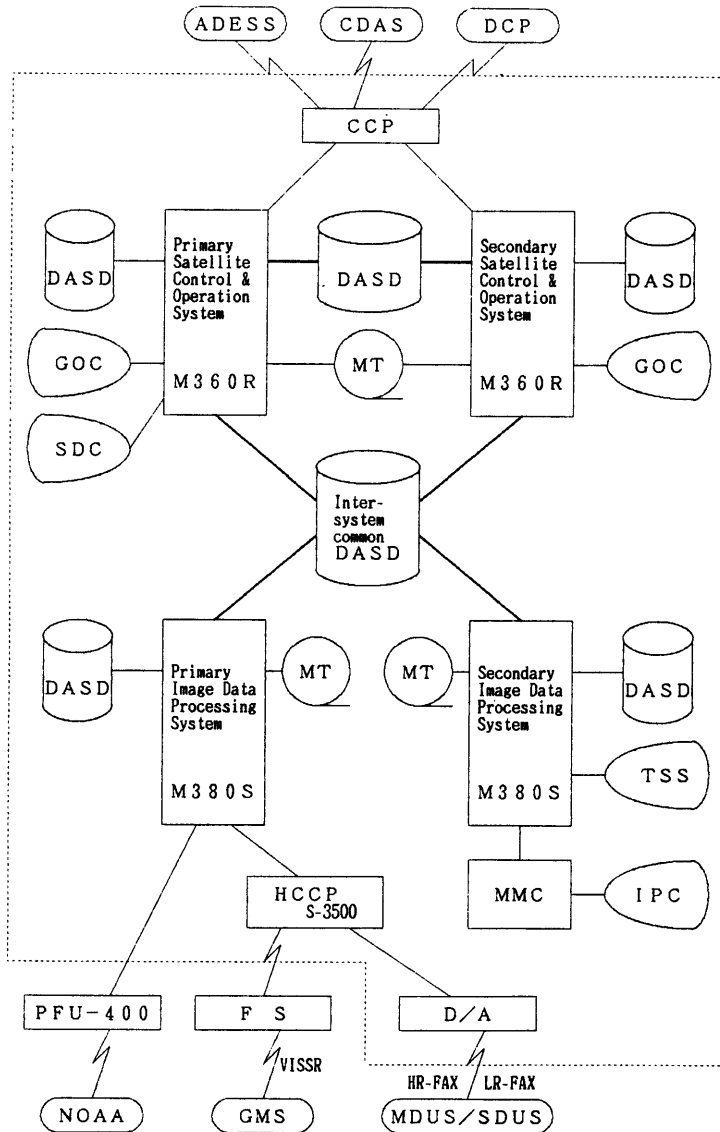 ADESS
CDAS
DCP
CCP
DASD
Primary
Satellite
Control &
Operation
System
M360R
DASD
Secondary
Satellite
Control &
Operation
System
M360R
DASD
GOC
MT
GOC
SDC
Inter-
system
common
DASD
DASD
Primary
Image Data
Processing
System
M380S
MT
MT
Secondary
Image Data
Processing
System
M380S
DASD
TSS
HCCP
S-3500
MMC
IPC
PFU-400
F S
D/A
VISSR
HR-FAX
LR-FAX
NOAA
GMS
MDUS/SDUS